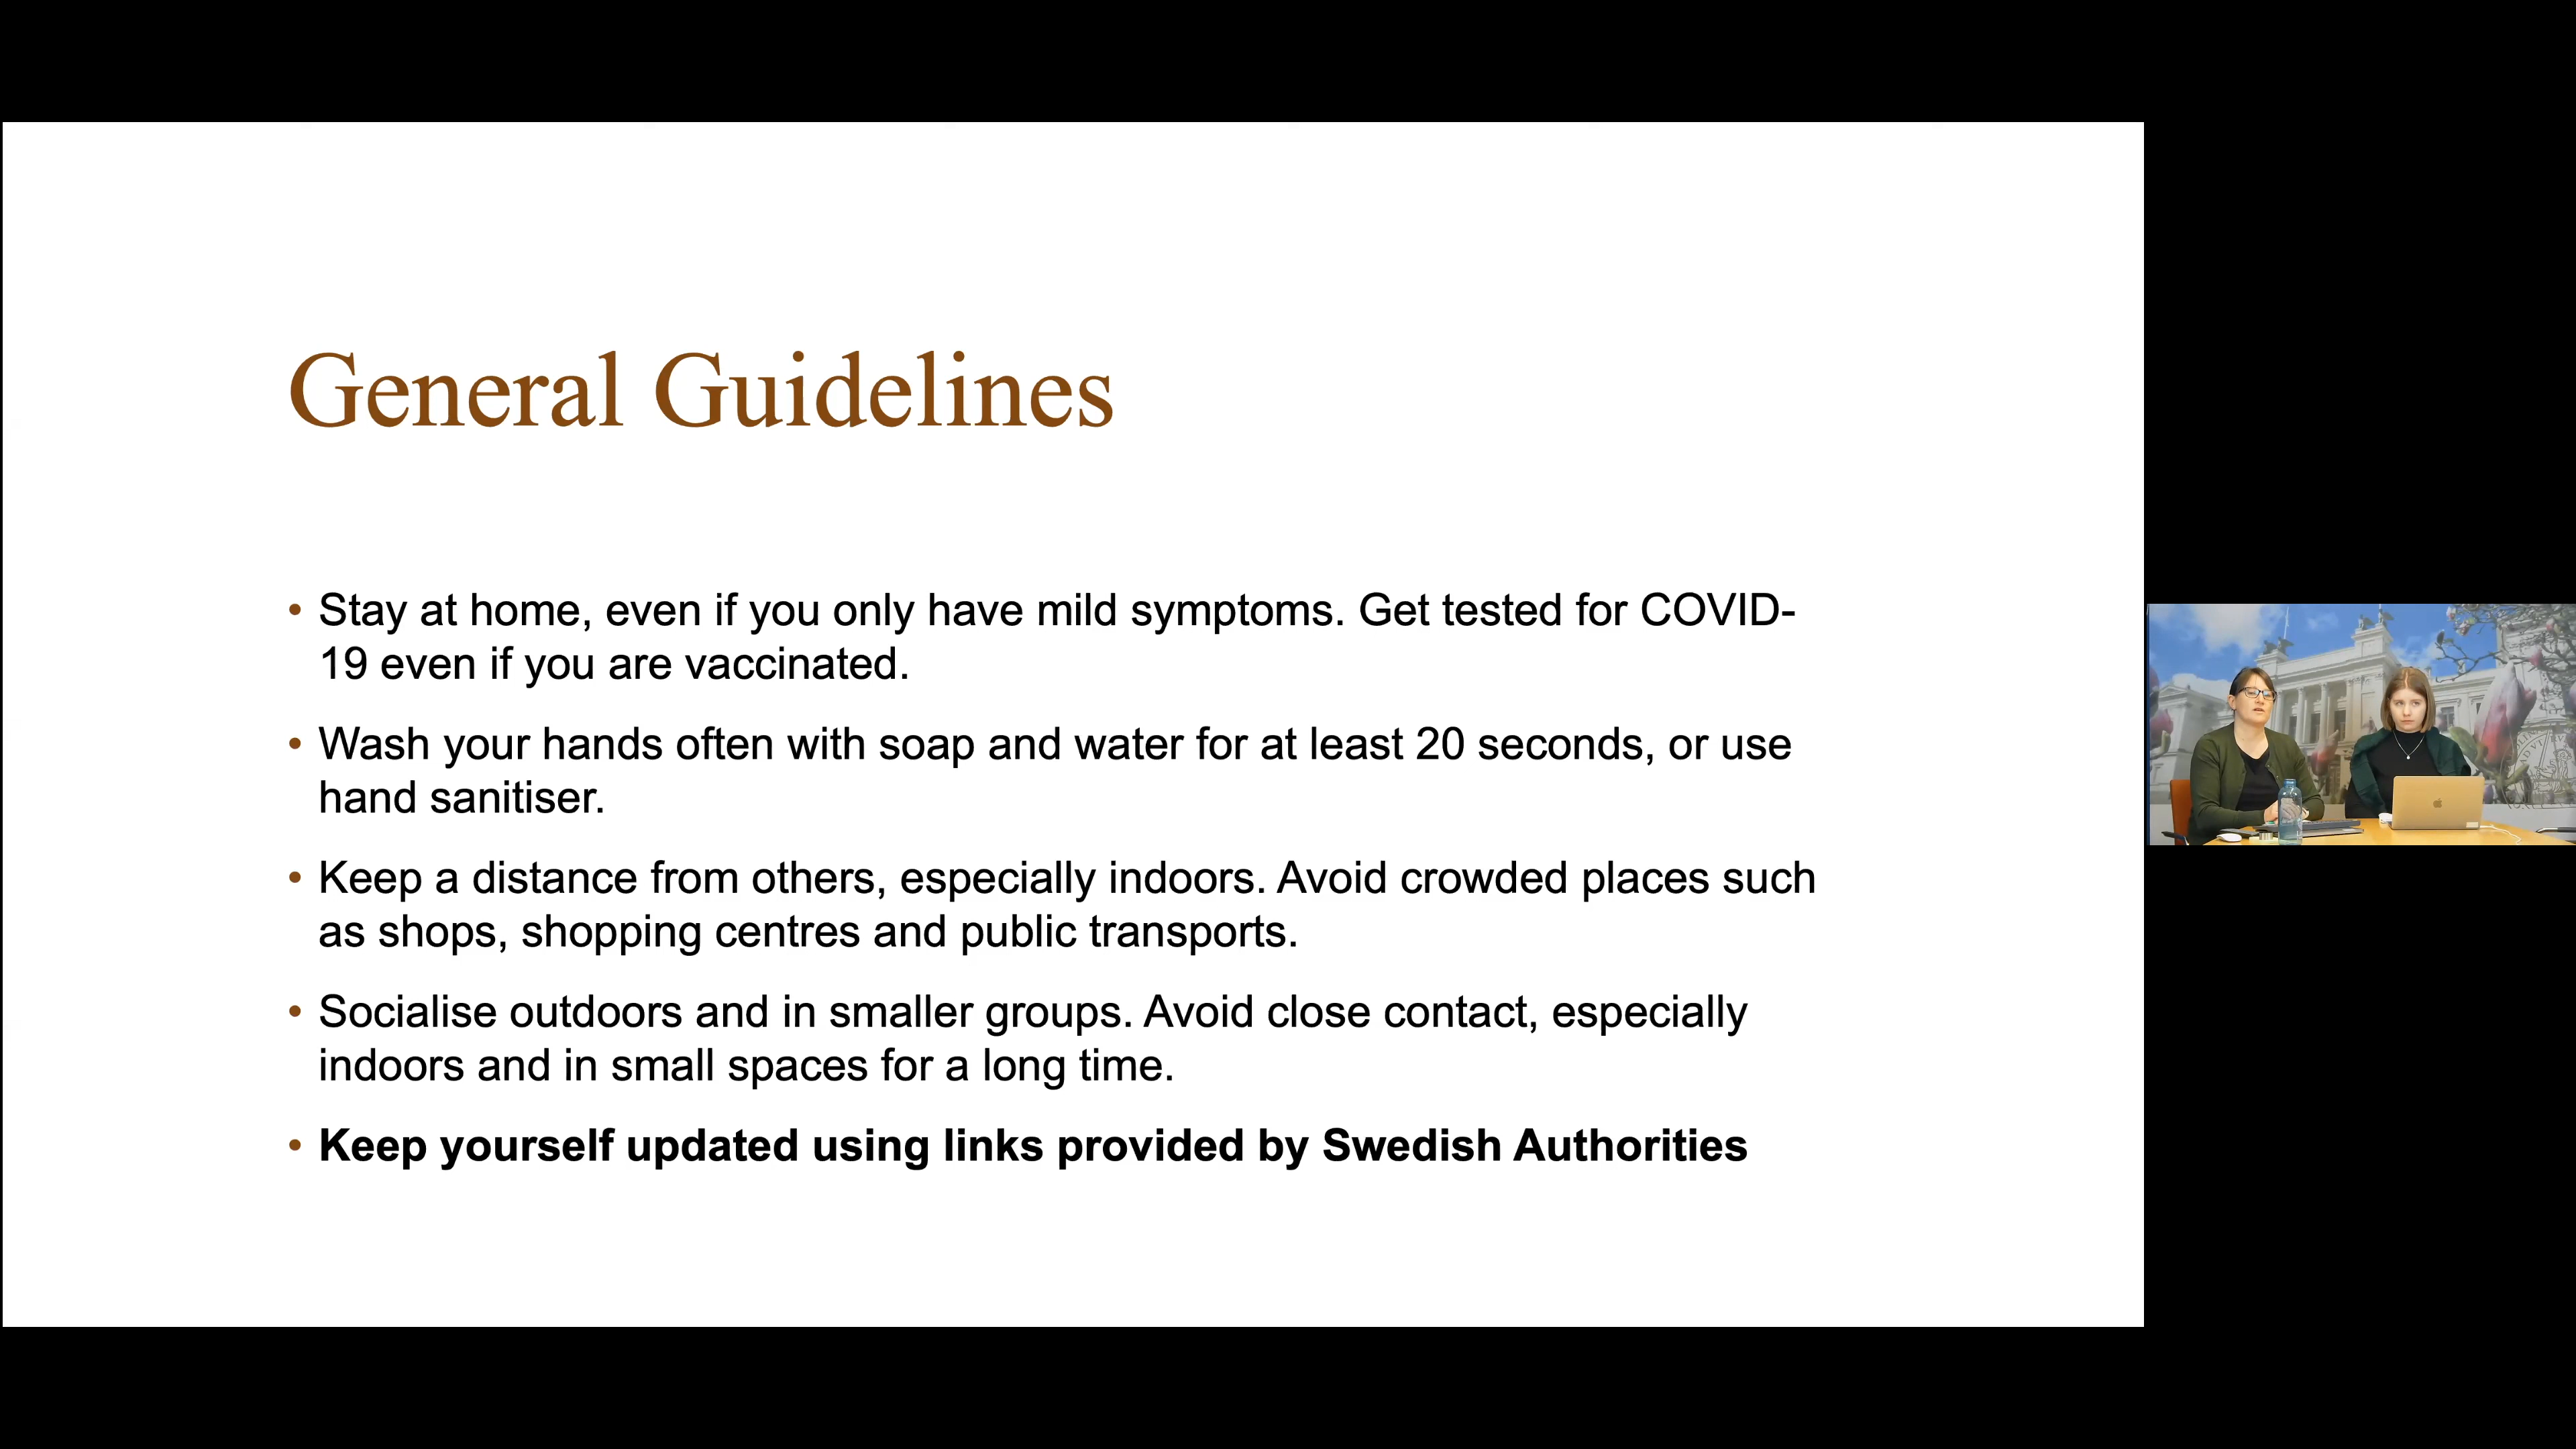 General Guidelines
• Stay at home, even if you only have mild symptoms. Get tested for COVID-
19 even if you are vaccinated.
• Wash your hands often with soap and water for at least 20 seconds, or use
hand sanitiser.
• Keep a distance from others, especially indoors. Avoid crowded places such
as shops, shopping centres and public transports.
• Socialise outdoors and in smaller groups. Avoid close contact, especially
indoors and in small spaces for a long time.
• Keep yourself updated using links provided by Swedish Authorities